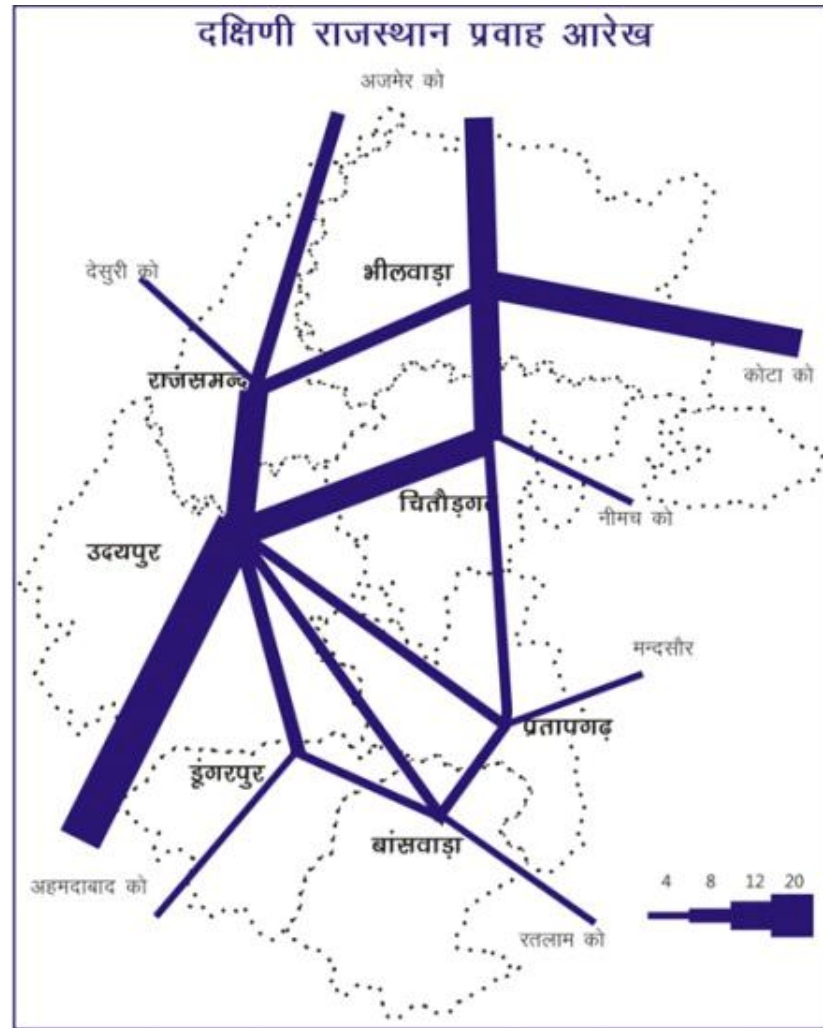 दक्षिणी राजस्थान प्रवाह आरेख
अजमेर को
देसुरी को
भीलवाड़ा
राजसमन्द
कोटा को
चितौड़गढ
नीमच को
उदयपुर
मन्दसौर
प्रतापगढ़
डूगरपुर
बांसवाड़ा
अहमदाबाद को
रतलाम को
4 8 12 20